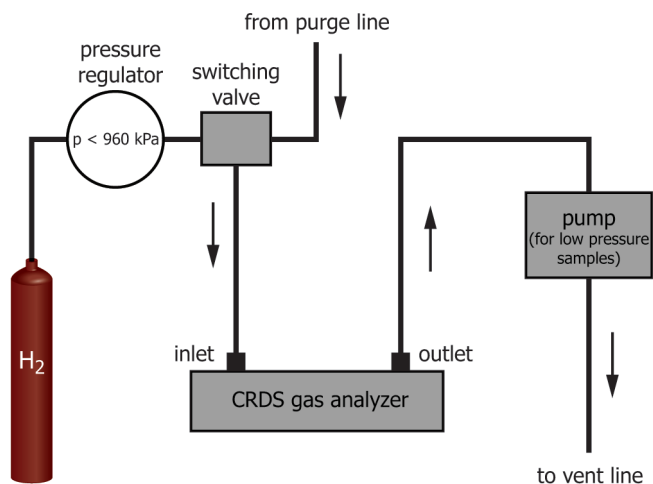 from purge line
pressure
regulator
switching
valve
p < 960 kPa
pump
(for low pressure
samples)
H₂
inlet
outlet
CRDS gas analyzer
to vent line